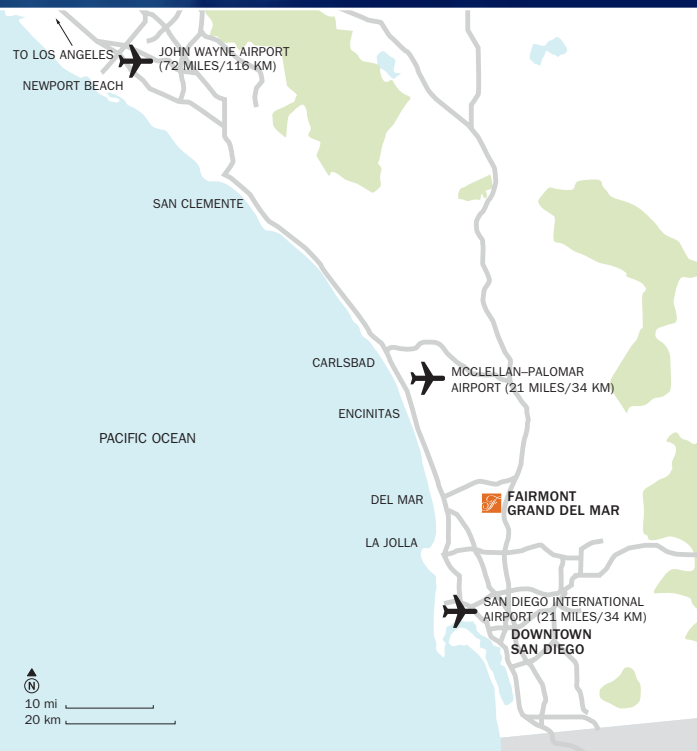 TO LOS ANGELES
JOHN WAYNE AIRPORT
(72 MILES/116 KM)
NEWPORT BEACH
SAN CLEMENTE
CARLSBAD
MCCLELLAN–PALOMAR
AIRPORT (21 MILES/34 KM)
ENCINITAS
PACIFIC OCEAN
DEL MAR
FAIRMONT
GRAND DEL MAR
LA JOLLA
SAN DIEGO INTERNATIONAL
AIRPORT (21 MILES/34 KM)
DOWNTOWN
SAN DIEGO
N
10 mi
20 km